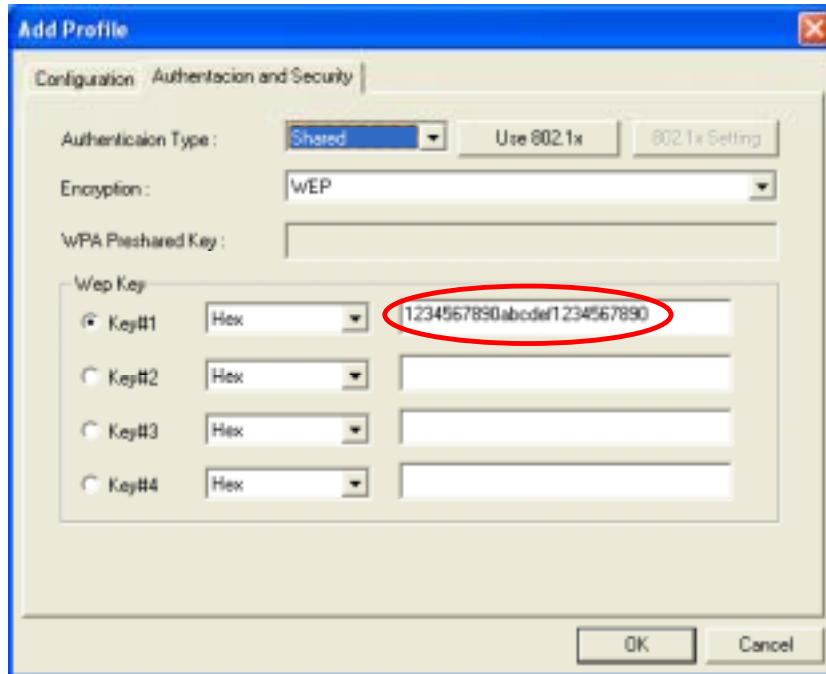 Add Profile
Configuration Authentacion and Security
Authenticaion Type : Shared Use 802.1x 802.1x Setting
Encryption : WEP
WPA Preshared Key :
Wep Key
Key#1 Hex 1234567890abcdef1234567890
Key#2 Hex
Key#3 Hex
Key#4 Hex
OK Cancel